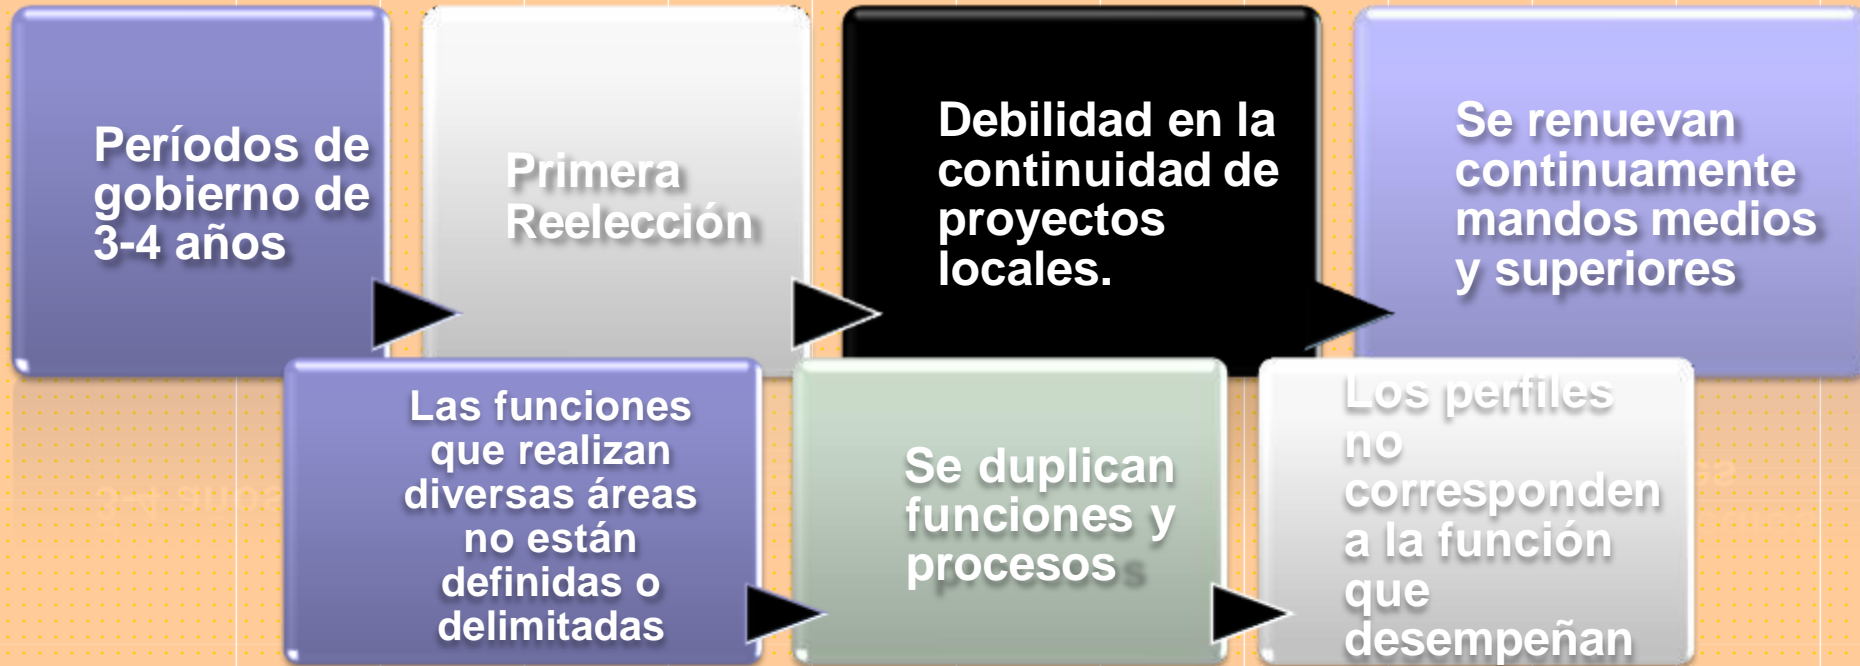 Períodos de
gobierno de
3-4 años
Primera
Reelección
Debilidad en la
continuidad de
proyectos
locales.
Se renuevan
continuamente
mandos medios
y superiores
Las funciones
que realizan
diversas áreas
no están
definidas o
delimitadas
Se duplican
funciones y
procesos
Los perfiles
no
corresponden
a la función
que
desempeñan